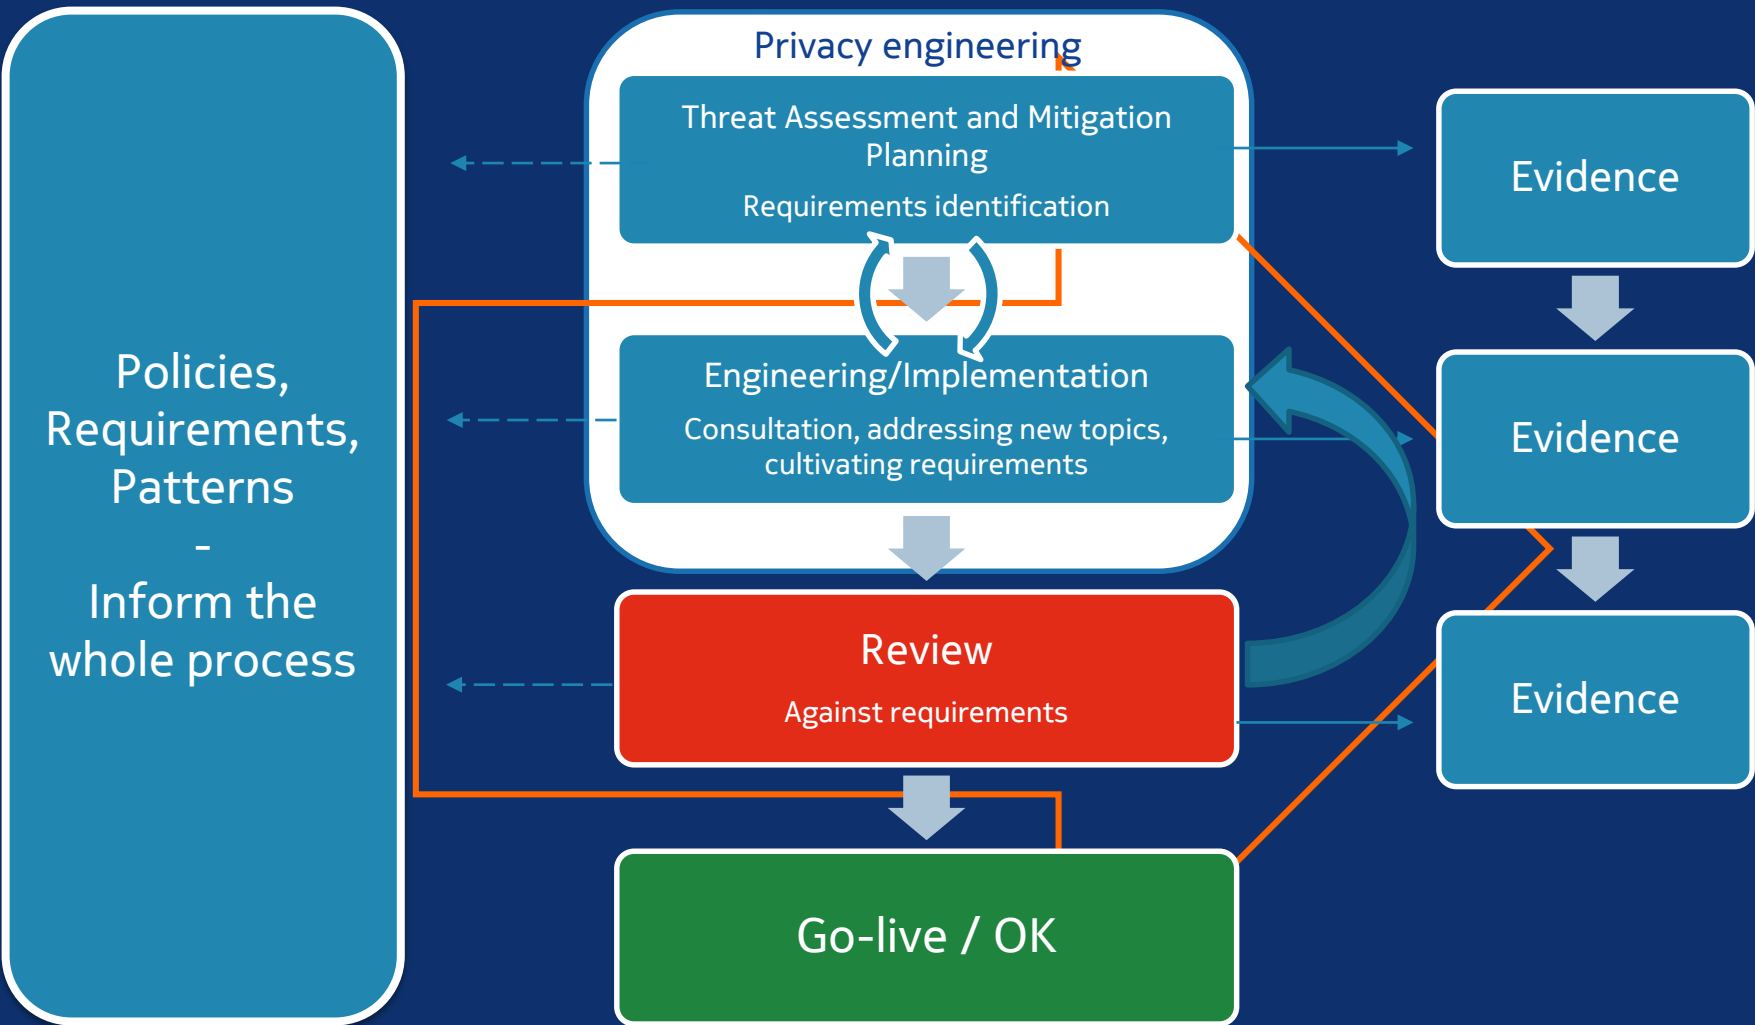 Policies,
Requirements,
Patterns
-
Inform the
whole process
Privacy engineering
Threat Assessment and Mitigation
Planning
Requirements identification
Engineering/Implementation
Consultation, addressing new topics,
cultivating requirements
Review
Against requirements
Go-live / OK
Evidence
Evidence
Evidence